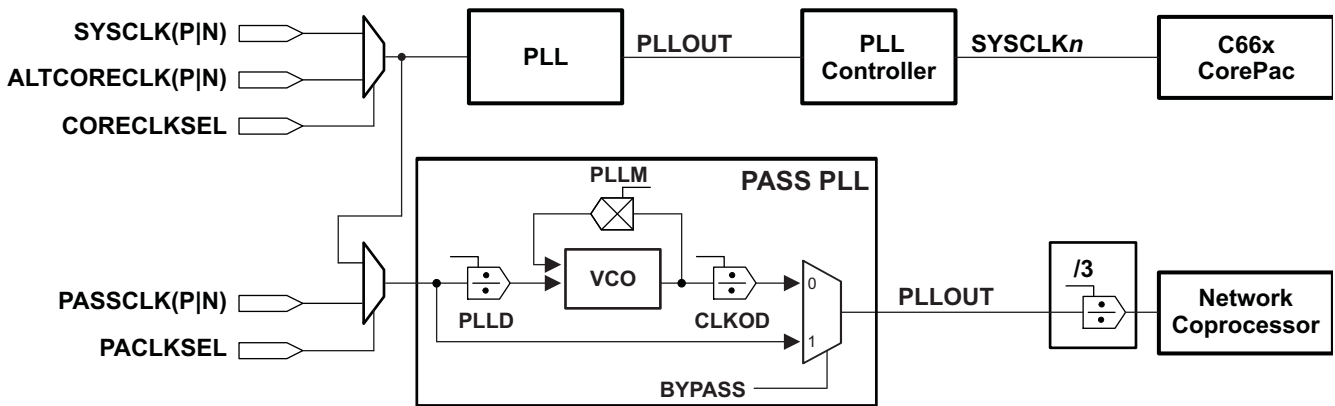 SYSCLK(P|N)
ALTCORECLK(P|N)
CORECLKSEL
PLL
PLLOUT
PLL
Controller
SYSCLKn
C66x
CorePac
PASS PLL
PLLM
VCO
PLLD
CLKOD
0
1
BYPASS
PASSCLK(P|N)
PACLKSEL
PLLOUT
/3
Network
Coprocessor